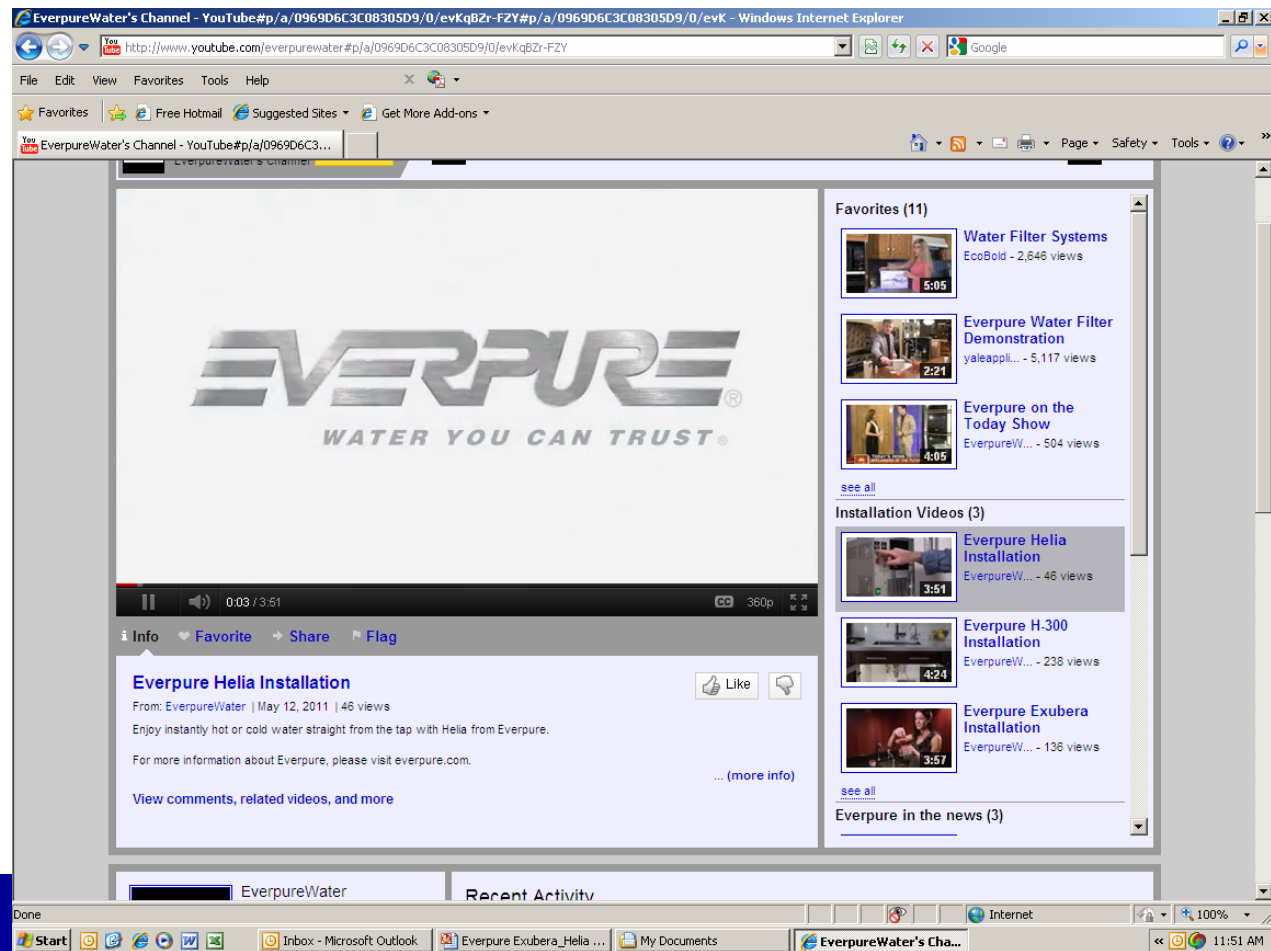 EverpureWater's Channel - YouTube#p/a/0969D6C3C08305D9/0/evKqBZr-FZY#p/a/0969D6C3C08305D9/0/evK - Windows Internet Explorer
http://www.youtube.com/everpurewater#p/a/0969D6C3C08305D9/0/evKqBZr-FZY
Google
File Edit View Favorites Tools Help
Favorites Free Hotmail Suggested Sites Get More Add-ons
EverpureWater's Channel - YouTube#p/a/0969D6C3...
Page Safety Tools
EverpureWater's Channel
EVERPURE®
WATER YOU CAN TRUST®
0:03 / 3:51
CC 360p
Info Favorite Share Flag
Everpure Helia Installation
Like
From: EverpureWater | May 12, 2011 | 46 views
Enjoy instantly hot or cold water straight from the tap with Helia from Everpure.
For more information about Everpure, please visit everpure.com.
... (more info)
View comments, related videos, and more
Favorites (11)
Water Filter Systems
EcoBold - 2,646 views
5:05
Everpure Water Filter
Demonstration
yaleappli... - 5,117 views
2:21
Everpure on the
Today Show
EverpureW... - 504 views
4:05
see all
Installation Videos (3)
Everpure Helia
Installation
EverpureW... - 46 views
3:51
Everpure H-300
Installation
EverpureW... - 238 views
4:24
Everpure Exubera
Installation
EverpureW... - 136 views
3:57
see all
Everpure in the news (3)
EverpureWater
Recent Activity
Done
Internet
100%
Start
Inbox - Microsoft Outlook
Everpure Exubera_Helia ...
My Documents
EverpureWater's Cha...
11:51 AM